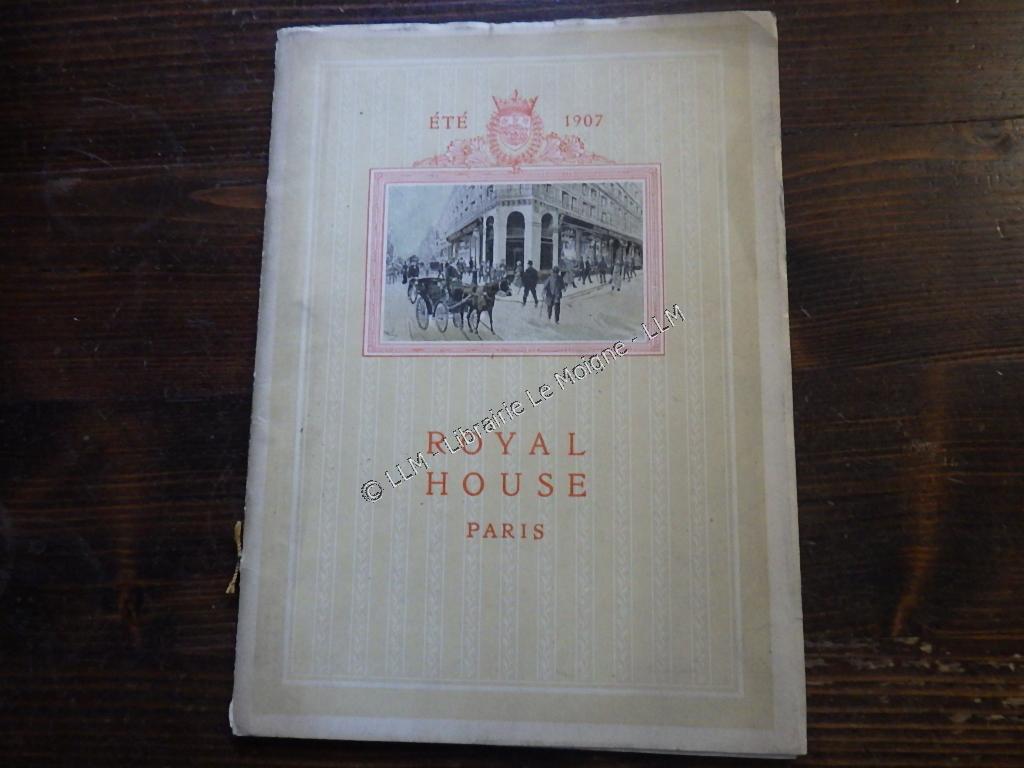 ÉTÉ 1907
ROYAL
HOUSE
PARIS
© LLM - Librairie Le Moigne - LLM